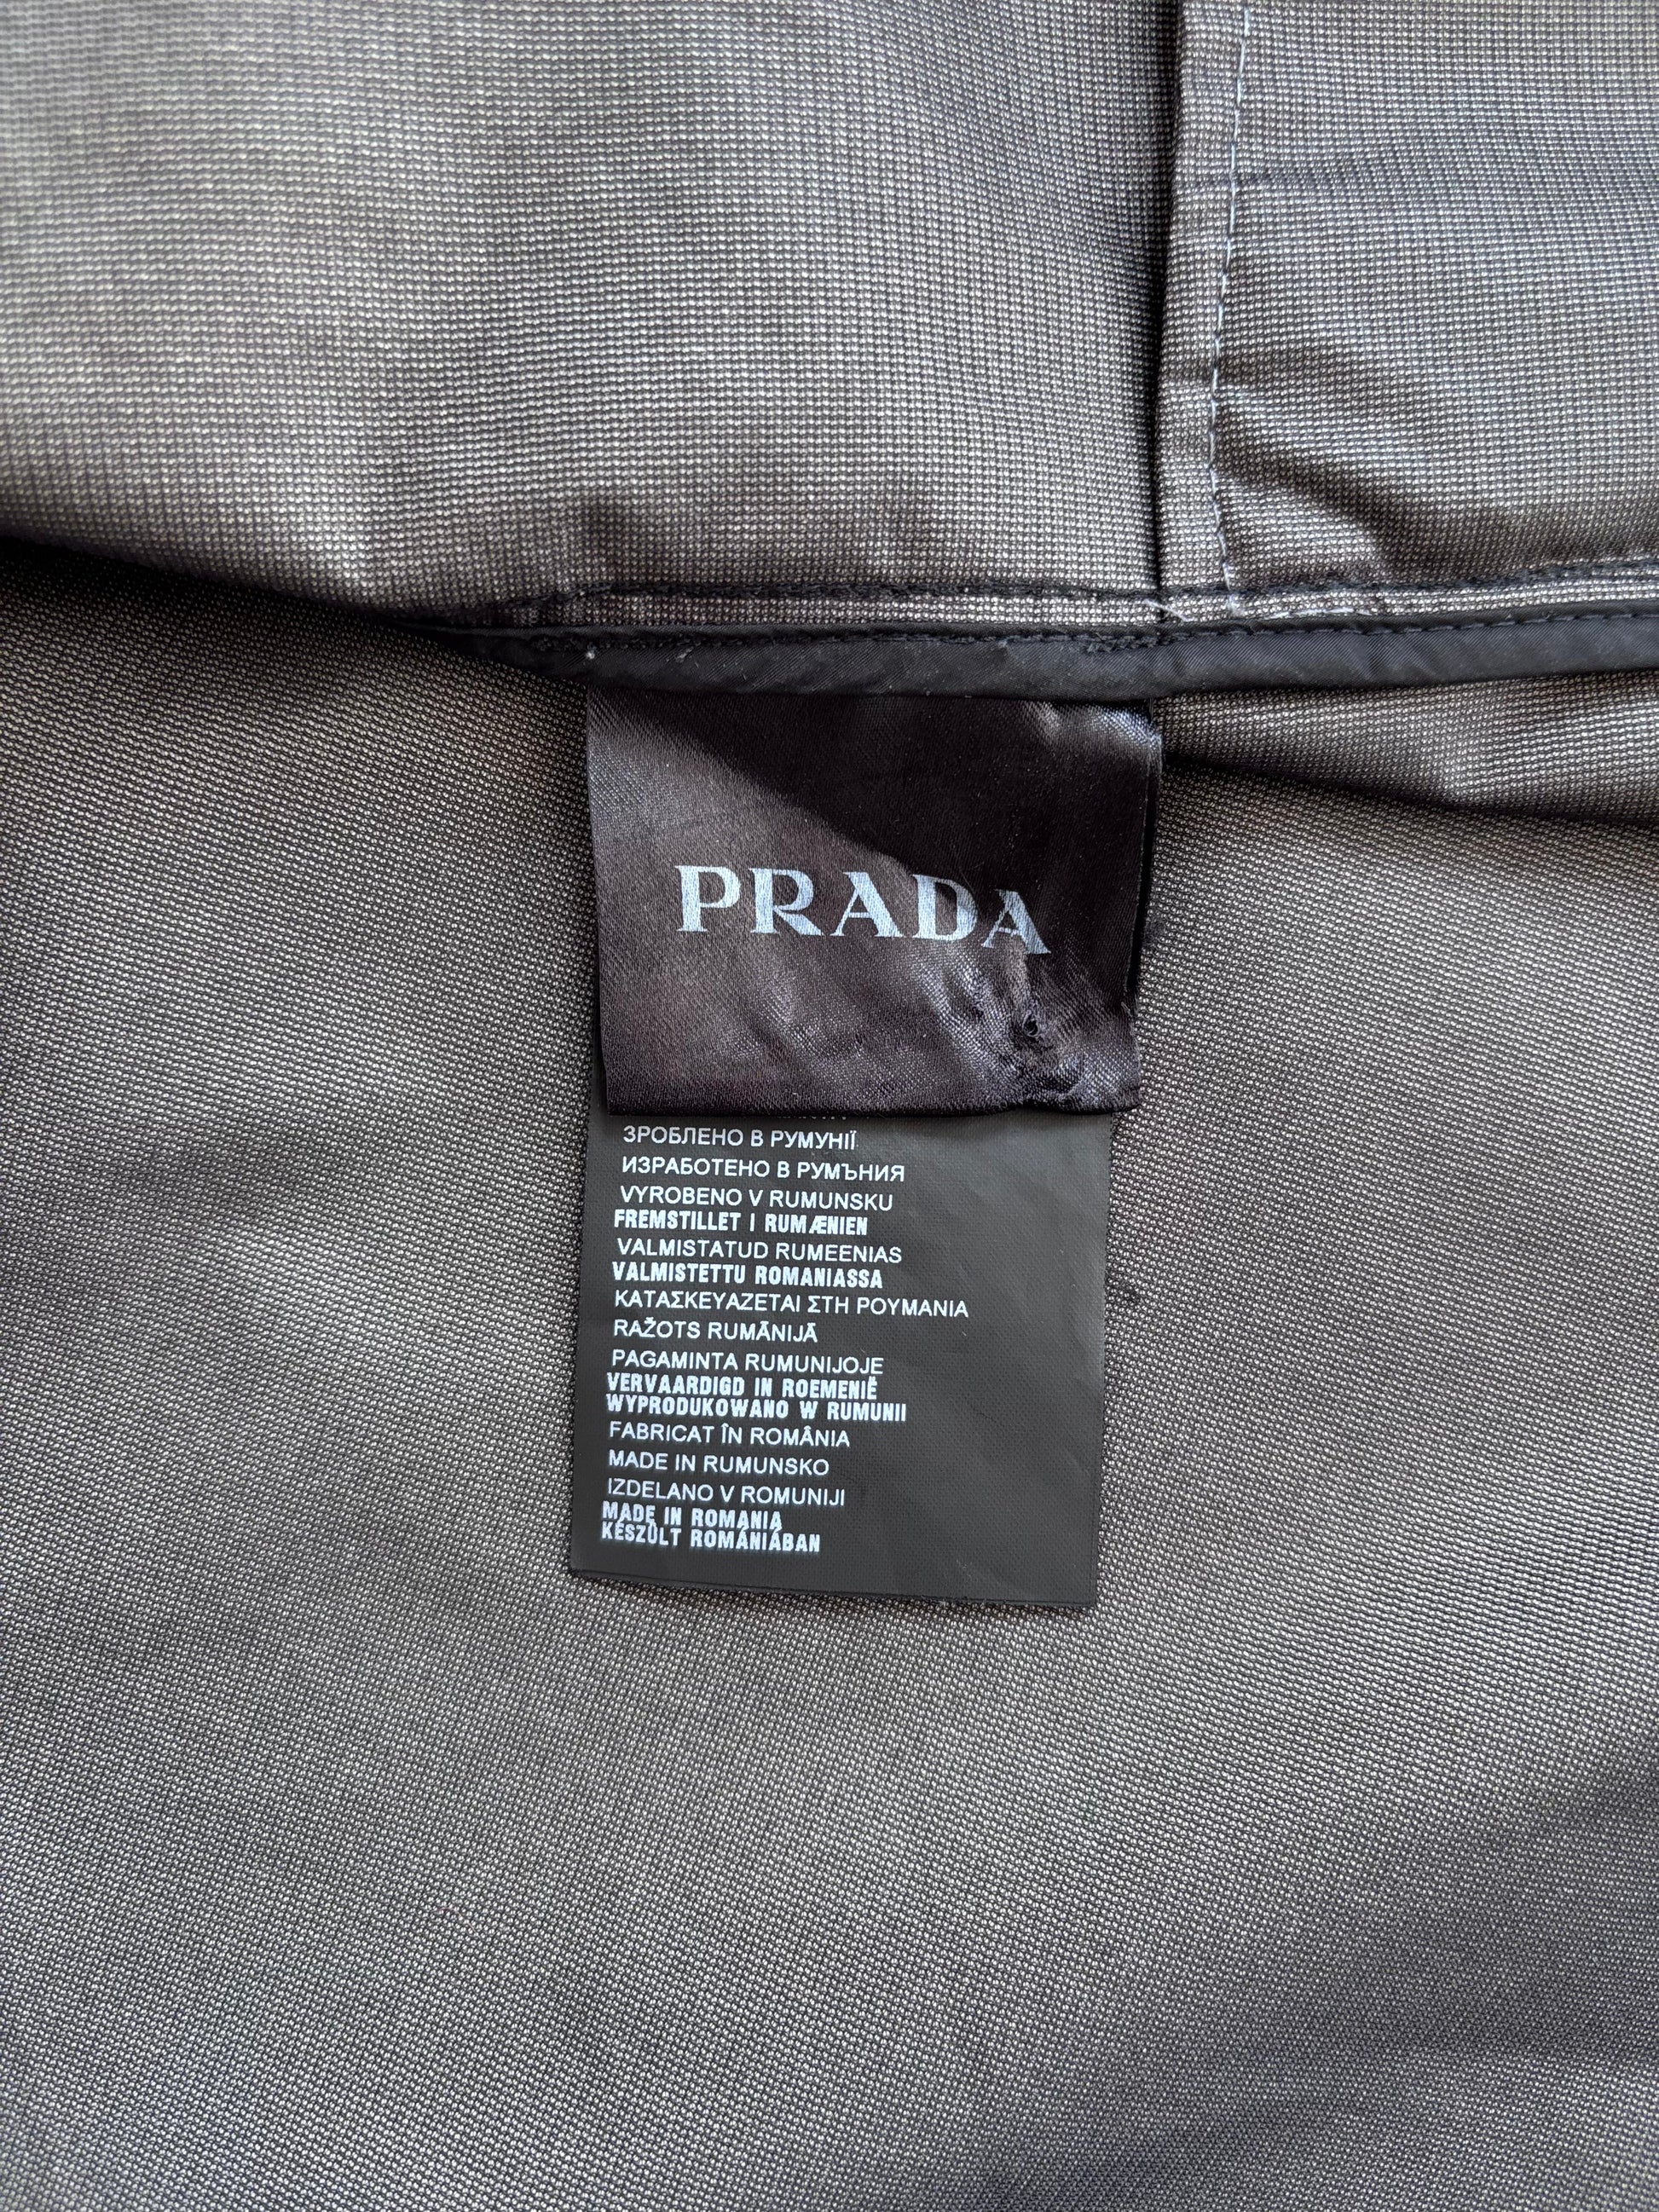 PRADA
ЗРОБЛЕНО В РУМУНІЇ
ИЗРАБОТЕНО В РУМЪНИЯ
VYROBENO V RUMUNSKU
FREMSTILLET I RUMÆNIEN
VALMISTATUD RUMEENIAS
VALMISTETTU ROMANIASSA
ΚΑΤΑΣΚΕΥΑΖΕΤΑΙ ΣΤΗ ΡΟΥΜΑΝΙΑ
RAŽOTS RUMĀNIJĀ
PAGAMINTA RUMUNIJOJE
VERVAARDIGD IN ROEMENIË
WYPRODUKOWANO W RUMUNII
FABRICAT ÎN ROMÂNIA
MADE IN RUMUNSKO
IZDELANO V ROMUNIJI
MADE IN ROMANIA
KÉSZÜLT ROMÁNIÁBAN